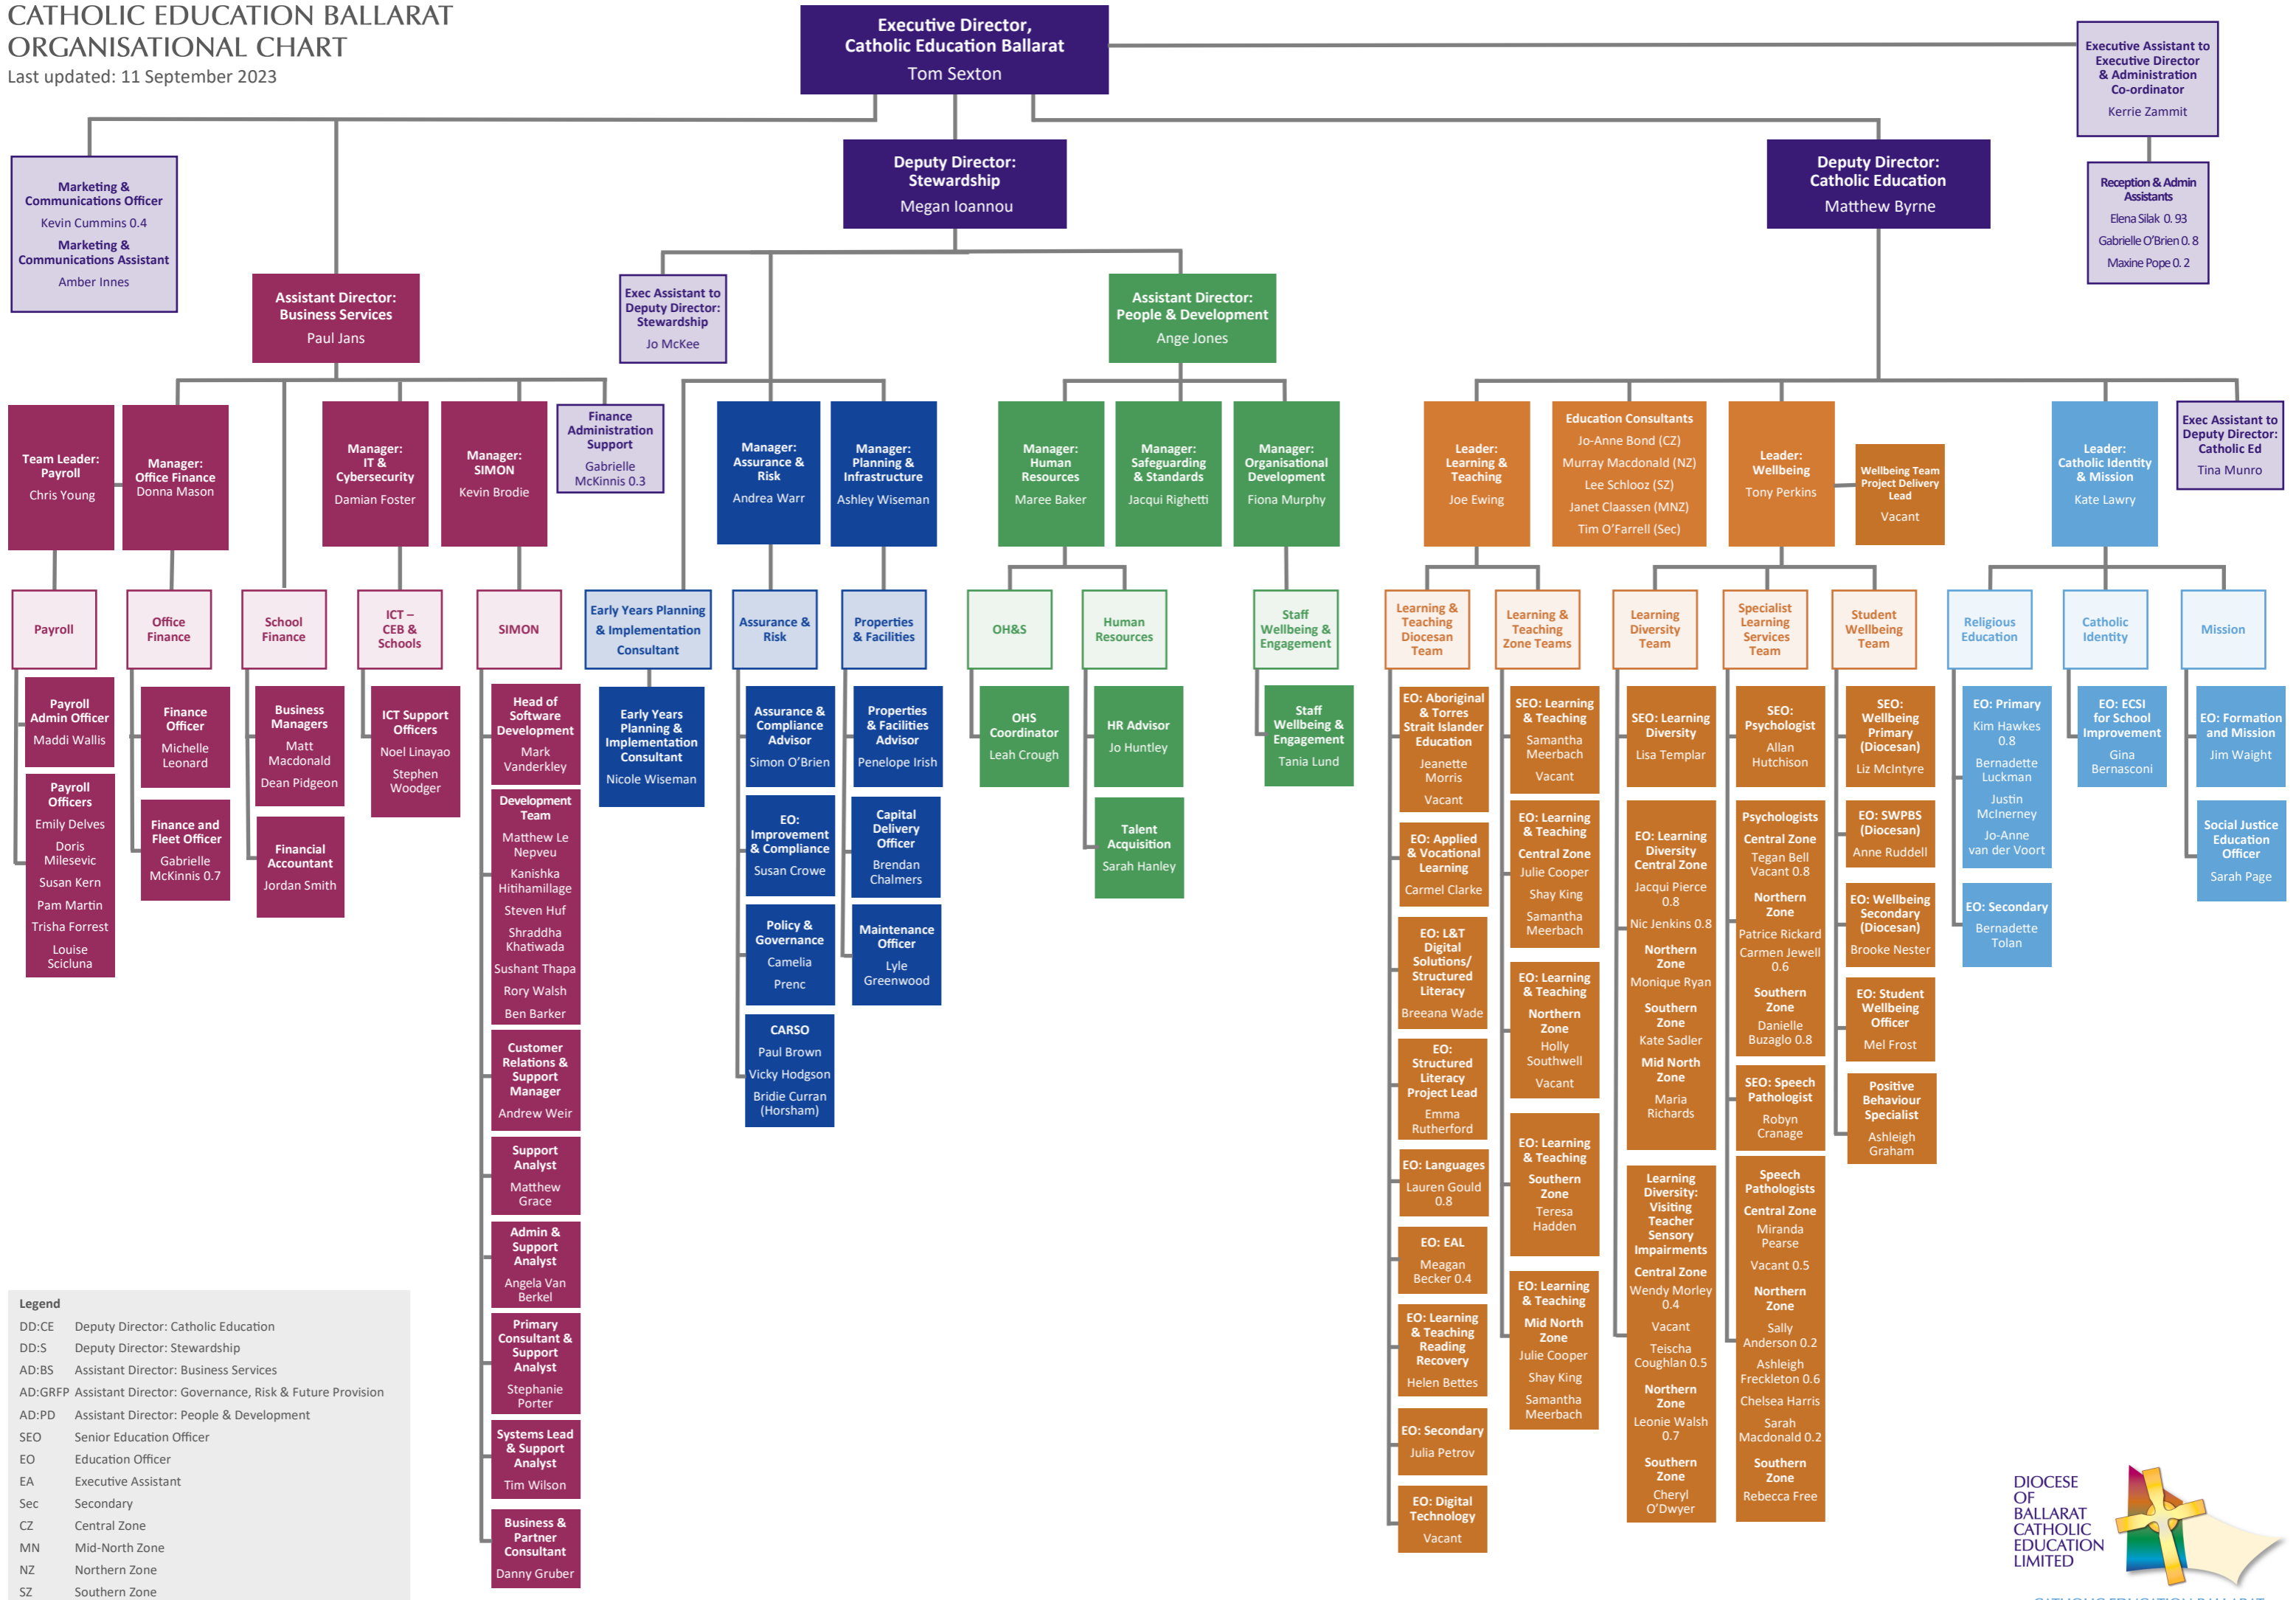 CATHOLIC EDUCATION BALLARAT
ORGANISATIONAL CHART
Last updated: 11 September 2023
Executive Director,
Catholic Education Ballarat
Tom Sexton
Executive Assistant to
Executive Director
& Administration
Co-ordinator
Kerrie Zammit
Reception & Admin
Assistants
Elena Silak 0. 93
Gabrielle O'Brien 0. 8
Maxine Pope 0. 2
Marketing &
Communications Officer
Kevin Cummins 0.4
Marketing &
Communications Assistant
Amber Innes
Deputy Director:
Stewardship
Megan Ioannou
Deputy Director:
Catholic Education
Matthew Byrne
Assistant Director:
Business Services
Paul Jans
Exec Assistant to
Deputy Director:
Stewardship
Jo McKee
Assistant Director:
People & Development
Ange Jones
Team Leader:
Payroll
Chris Young
Manager:
Office Finance
Donna Mason
Manager:
IT &
Cybersecurity
Damian Foster
Manager:
SIMON
Kevin Brodie
Finance
Administration
Support
Gabrielle
McKinnis 0.3
Manager:
Assurance &
Risk
Andrea Warr
Manager:
Planning &
Infrastructure
Ashley Wiseman
Manager:
Human
Resources
Maree Baker
Manager:
Safeguarding
& Standards
Jacqui Righetti
Manager:
Organisational
Development
Fiona Murphy
Leader:
Learning &
Teaching
Joe Ewing
Education Consultants
Jo-Anne Bond (CZ)
Murray Macdonald (NZ)
Lee Schlooz (SZ)
Janet Claassen (MNZ)
Tim O'Farrell (Sec)
Leader:
Wellbeing
Tony Perkins
Wellbeing Team
Project Delivery
Lead
Vacant
Leader:
Catholic Identity
& Mission
Kate Lawry
Exec Assistant to
Deputy Director:
Catholic Ed
Tina Munro
Payroll
Payroll
Admin Officer
Maddi Wallis
Payroll
Officers
Emily Delves
Doris
Milesevic
Susan Kern
Pam Martin
Trisha Forrest
Louise
Scicluna
Office
Finance
Finance
Officer
Michelle
Leonard
Finance and
Fleet Officer
Gabrielle
McKinnis 0.7
School
Finance
Business
Managers
Matt
Macdonald
Dean Pidgeon
Financial
Accountant
Jordan Smith
ICT –
CEB &
Schools
ICT Support
Officers
Noel Linayao
Stephen
Woodger
SIMON
Head of
Software
Development
Mark
Vanderkley
Development
Team
Matthew Le
Nepveu
Kanishka
Hitihamillage
Steven Huf
Shraddha
Khatiwada
Sushant Thapa
Rory Walsh
Ben Barker
Customer
Relations &
Support
Manager
Andrew Weir
Support
Analyst
Matthew
Grace
Admin &
Support
Analyst
Angela Van
Berkel
Primary
Consultant &
Support
Analyst
Stephanie
Porter
Systems Lead
& Support
Analyst
Tim Wilson
Business &
Partner
Consultant
Danny Gruber
Early Years Planning
& Implementation
Consultant
Early Years
Planning &
Implementation
Consultant
Nicole Wiseman
Assurance &
Risk
Assurance &
Compliance
Advisor
Simon O'Brien
EO:
Improvement
& Compliance
Susan Crowe
Policy &
Governance
Camelia
Prenc
CARSO
Paul Brown
Vicky Hodgson
Bridie Curran
(Horsham)
Properties
& Facilities
Properties
& Facilities
Advisor
Penelope Irish
Capital
Delivery
Officer
Brendan
Chalmers
Maintenance
Officer
Lyle
Greenwood
OH&S
OHS
Coordinator
Leah Crough
Human
Resources
HR Advisor
Jo Huntley
Talent
Acquisition
Sarah Hanley
Staff
Wellbeing &
Engagement
Staff
Wellbeing &
Engagement
Tania Lund
Learning &
Teaching
Diocesan
Team
EO: Aboriginal
& Torres
Strait Islander
Education
Jeanette
Morris
Vacant
EO: Applied
& Vocational
Learning
Carmel Clarke
EO: L&T
Digital
Solutions/
Structured
Literacy
Breeana Wade
EO:
Structured
Literacy
Project Lead
Emma
Rutherford
EO: Languages
Lauren Gould
0.8
EO: EAL
Meagan
Becker 0.4
EO: Learning
& Teaching
Reading
Recovery
Helen Bettes
EO: Secondary
Julia Petrov
EO: Digital
Technology
Vacant
Learning &
Teaching
Zone Teams
SEO: Learning
& Teaching
Samantha
Meerbach
Vacant
EO: Learning
& Teaching
Central Zone
Julie Cooper
Shay King
Samantha
Meerbach
EO: Learning
& Teaching
Northern
Zone
Holly
Southwell
Vacant
EO: Learning
& Teaching
Southern
Zone
Teresa
Hadden
EO: Learning
& Teaching
Mid North
Zone
Julie Cooper
Shay King
Samantha
Meerbach
Learning
Diversity
Team
SEO: Learning
Diversity
Lisa Templar
EO: Learning
Diversity
Central Zone
Jacqui Pierce
0.8
Nic Jenkins 0.8
Northern
Zone
Monique Ryan
Southern
Zone
Kate Sadler
Mid North
Zone
Maria
Richards
Learning
Diversity:
Visiting
Teacher
Sensory
Impairments
Central Zone
Wendy Morley
0.4
Vacant
Teischa
Coughlan 0.5
Northern
Zone
Leonie Walsh
0.7
Southern
Zone
Cheryl
O'Dwyer
Specialist
Learning
Services
Team
SEO:
Psychologist
Allan
Hutchison
Psychologists
Central Zone
Tegan Bell
Vacant 0.8
Northern
Zone
Patrice Rickard
Carmen Jewell
0.6
Southern
Zone
Danielle
Buzaglo 0.8
SEO: Speech
Pathologist
Robyn
Cranage
Speech
Pathologists
Central Zone
Miranda
Pearse
Vacant 0.5
Northern
Zone
Sally
Anderson 0.2
Ashleigh
Freckleton 0.6
Chelsea Harris
Sarah
Macdonald 0.2
Southern
Zone
Rebecca Free
Student
Wellbeing
Team
SEO:
Wellbeing
Primary
(Diocesan)
Liz McIntyre
EO: SWPBS
(Diocesan)
Anne Ruddell
EO: Wellbeing
Secondary
(Diocesan)
Brooke Nester
EO: Student
Wellbeing
Officer
Mel Frost
Positive
Behaviour
Specialist
Ashleigh
Graham
Religious
Education
EO: Primary
Kim Hawkes
0.8
Bernadette
Luckman
Justin
McInerney
Jo-Anne
van der Voort
EO: Secondary
Bernadette
Tolan
Catholic
Identity
EO: ECSI
for School
Improvement
Gina
Bernasconi
Mission
EO: Formation
and Mission
Jim Waight
Social Justice
Education
Officer
Sarah Page
Legend
DD:CE Deputy Director: Catholic Education
DD:S Deputy Director: Stewardship
AD:BS Assistant Director: Business Services
AD:GRFP Assistant Director: Governance, Risk & Future Provision
AD:PD Assistant Director: People & Development
SEO Senior Education Officer
EO Education Officer
EA Executive Assistant
Sec Secondary
CZ Central Zone
MN Mid-North Zone
NZ Northern Zone
SZ Southern Zone
DIOCESE
OF
BALLARAT
CATHOLIC
EDUCATION
LIMITED
CATHOLIC EDUCATION BALLARAT